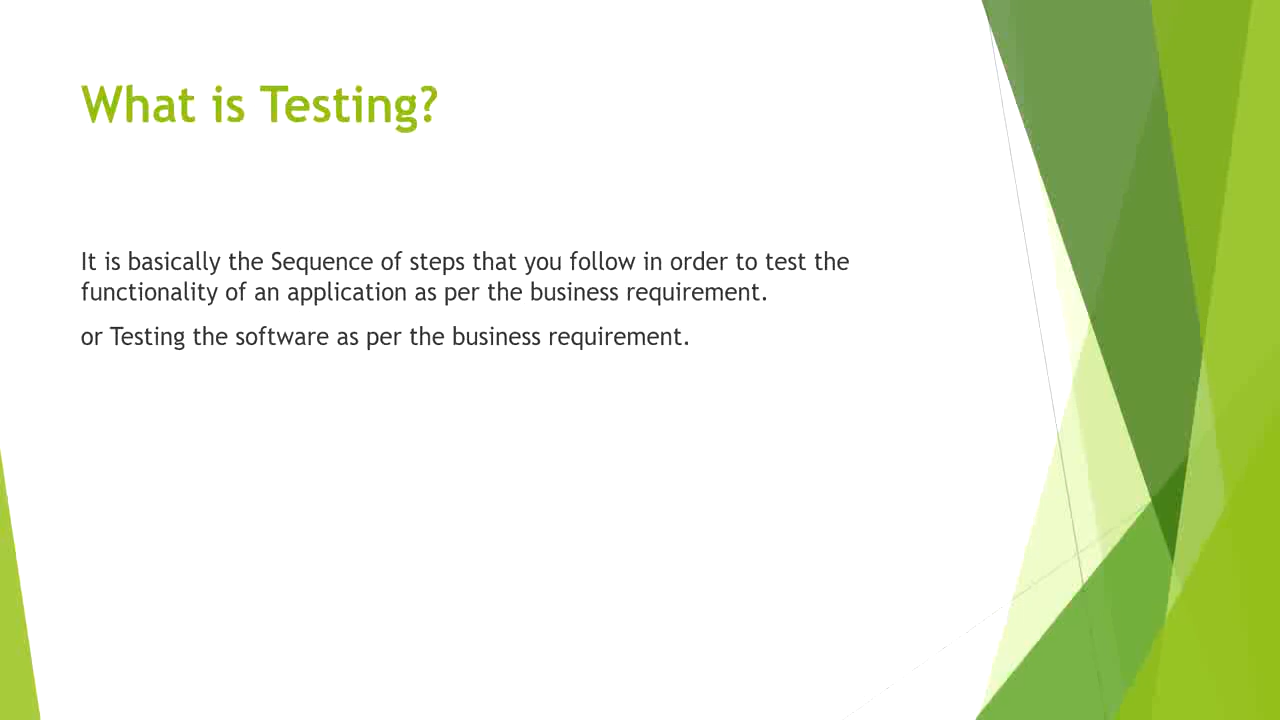 What is Testing?
It is basically the Sequence of steps that you follow in order to test the
functionality of an application as per the business requirement.
or Testing the software as per the business requirement.